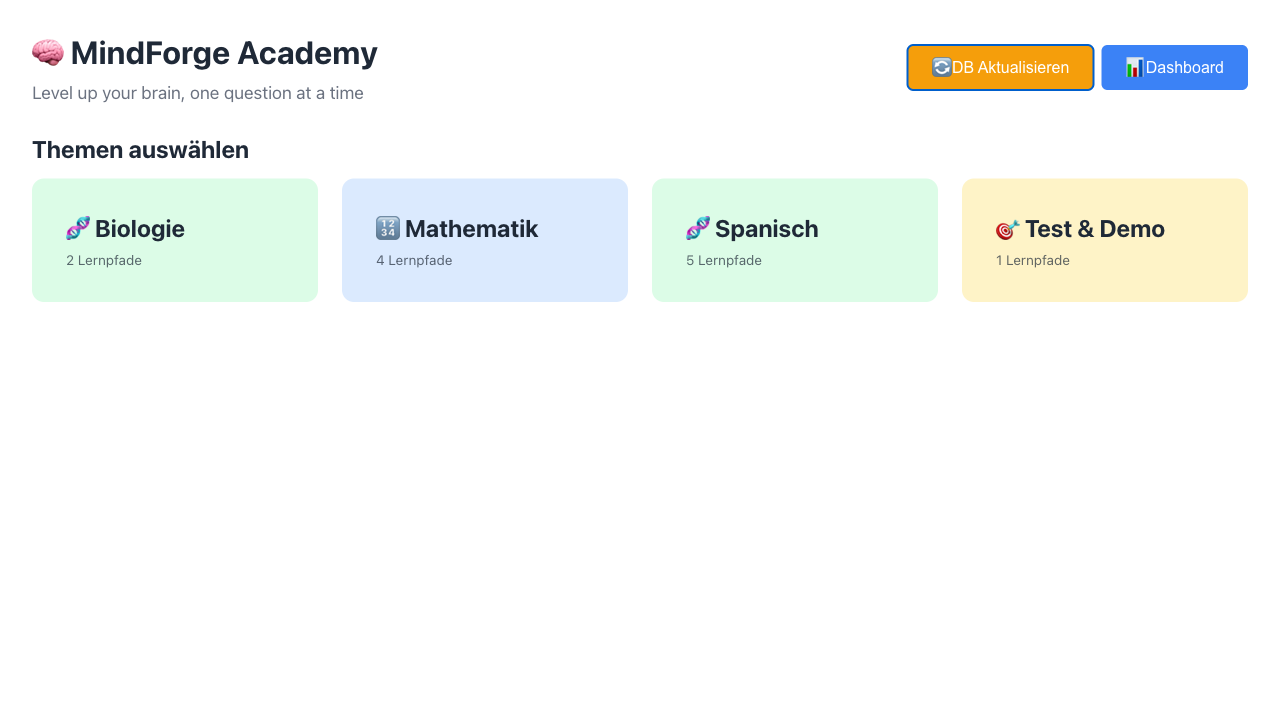 🧠 MindForge Academy
Level up your brain, one question at a time
🔄DB Aktualisieren
📊Dashboard
Themen auswählen
🧬 Biologie
2 Lernpfade
🔢 Mathematik
4 Lernpfade
🧬 Spanisch
5 Lernpfade
🎯 Test & Demo
1 Lernpfade